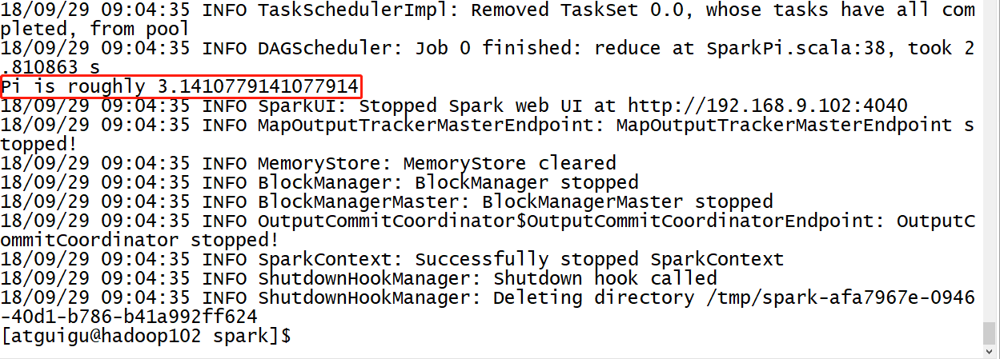 18/09/29 09:04:35 INFO TaskSchedulerImpl: Removed TaskSet 0.0, whose tasks have all com
pleted, from pool
18/09/29 09:04:35 INFO DAGScheduler: Job 0 finished: reduce at SparkPi.scala:38, took 2
.810863 s
Pi is roughly 3.1410779141077914
18/09/29 09:04:35 INFO SparkUI: Stopped Spark web UI at http://192.168.9.102:4040
18/09/29 09:04:35 INFO MapOutputTrackerMasterEndpoint: MapOutputTrackerMasterEndpoint s
topped!
18/09/29 09:04:35 INFO MemoryStore: MemoryStore cleared
18/09/29 09:04:35 INFO BlockManager: BlockManager stopped
18/09/29 09:04:35 INFO BlockManagerMaster: BlockManagerMaster stopped
18/09/29 09:04:35 INFO OutputCommitCoordinator$OutputCommitCoordinatorEndpoint: OutputC
ommitCoordinator stopped!
18/09/29 09:04:35 INFO SparkContext: Successfully stopped SparkContext
18/09/29 09:04:35 INFO ShutdownHookManager: Shutdown hook called
18/09/29 09:04:35 INFO ShutdownHookManager: Deleting directory /tmp/spark-afa7967e-0946
-40d1-b786-b41a992ff624
[atguigu@hadoop102 spark]$